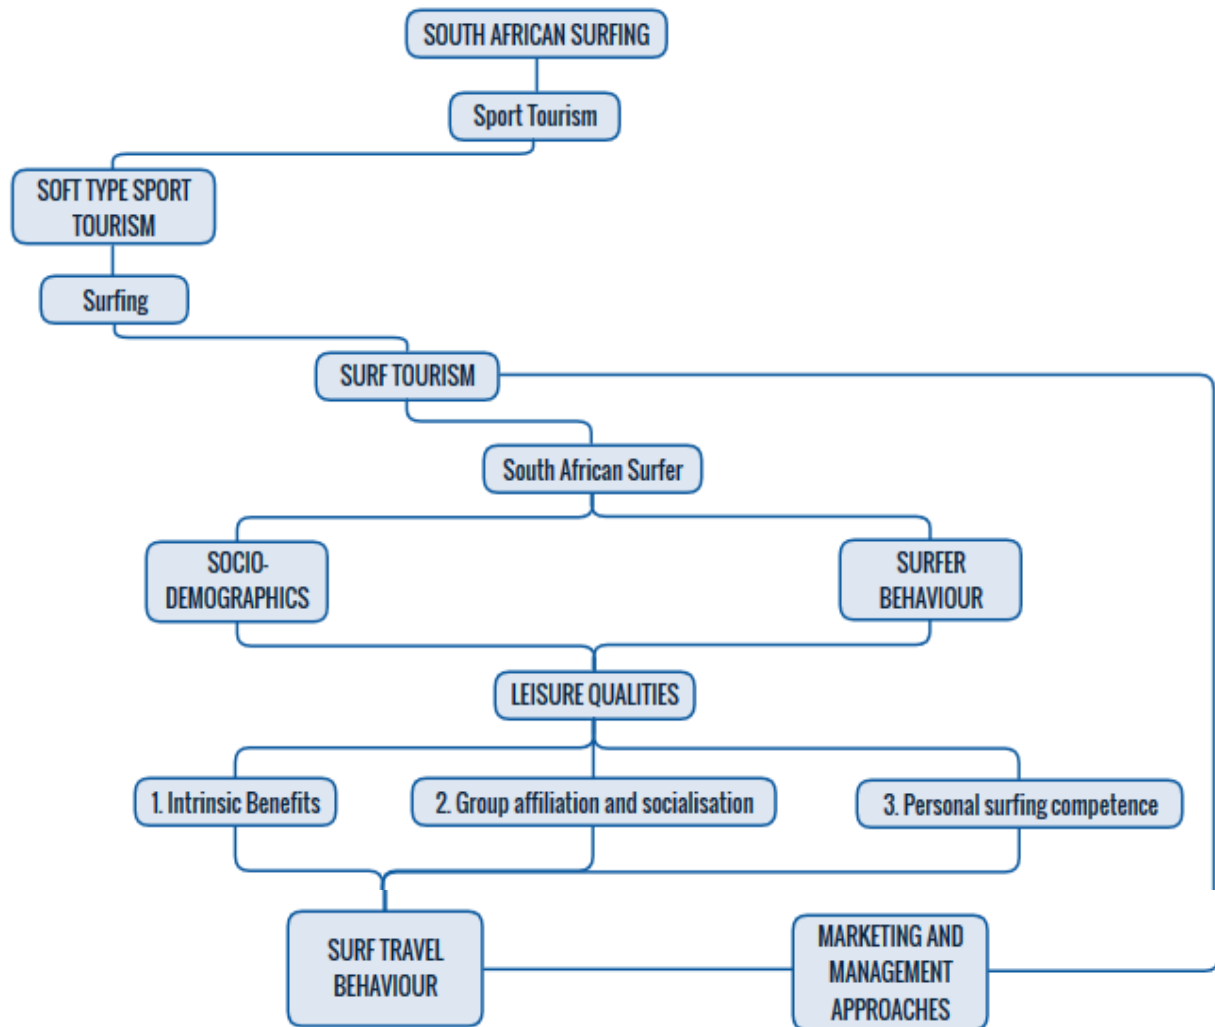 SOUTH AFRICAN SURFING
Sport Tourism
SOFT TYPE SPORT
TOURISM
Surfing
SURF TOURISM
South African Surfer
SOCIO-
DEMOGRAPHICS
SURFER
BEHAVIOUR
LEISURE QUALITIES
1. Intrinsic Benefits
2. Group affiliation and socialisation
3. Personal surfing competence
SURF TRAVEL
BEHAVIOUR
MARKETING AND
MANAGEMENT
APPROACHES